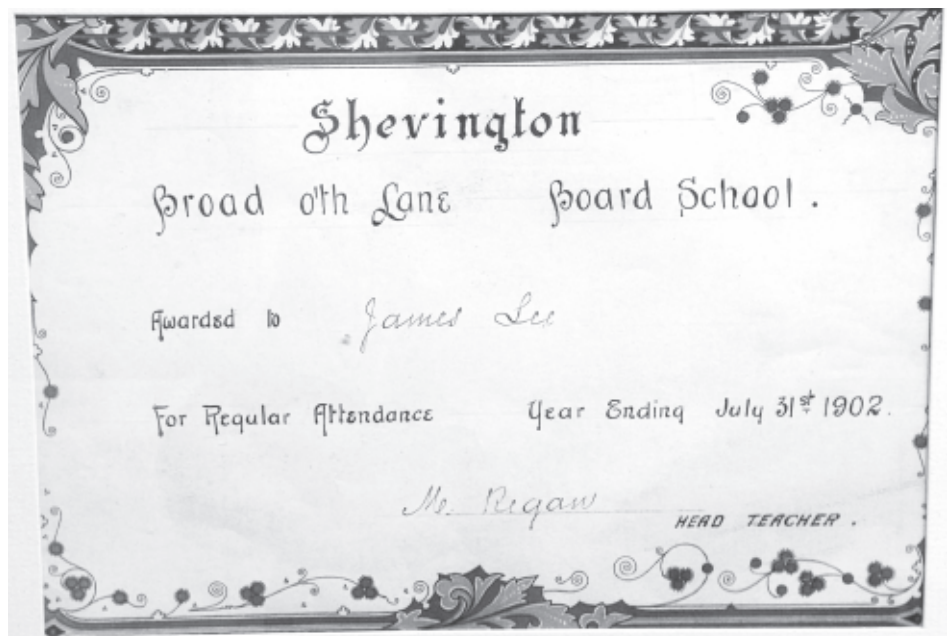 Shevington
Broad o'th Lane Board School.
Awarded to James Lee
For Regular Attendance Year Ending July 31st 1902.
HEAD TEACHER.